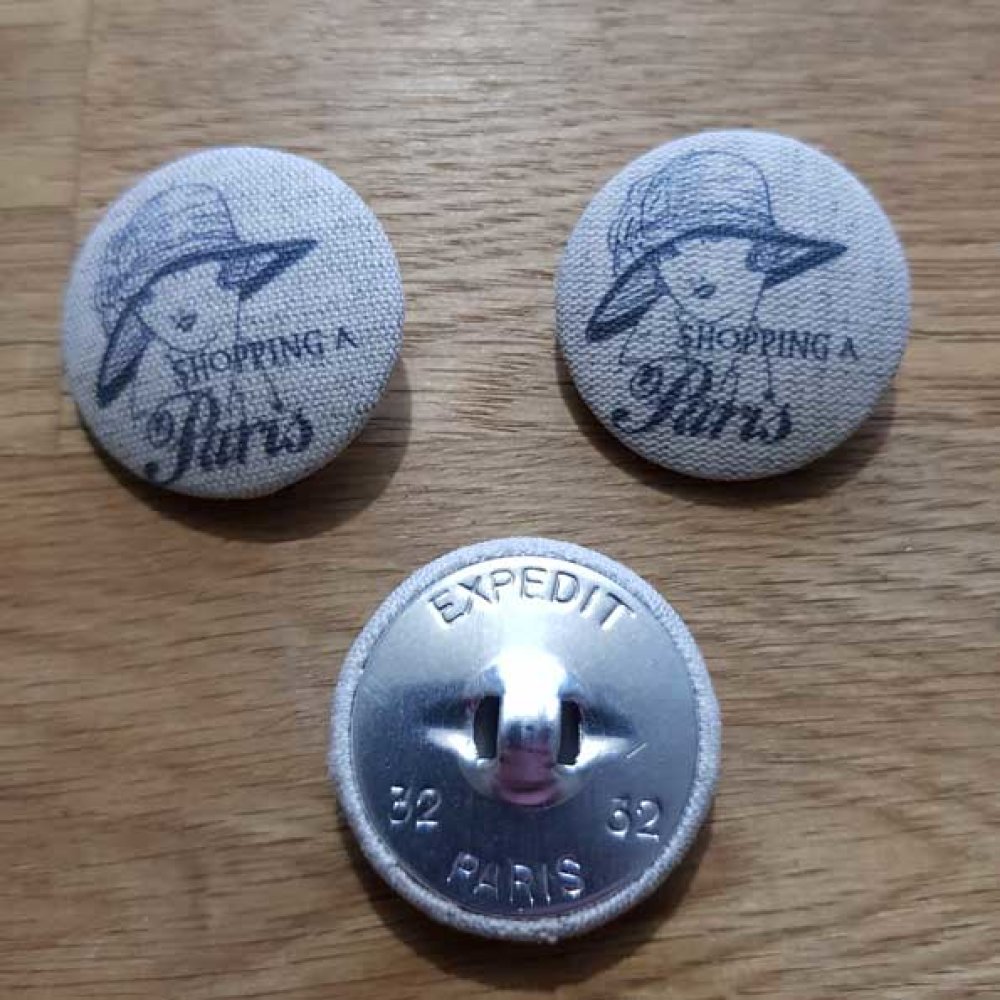 SHOPPING A
Paris
SHOPPING A
Paris
EXPEDIT
32 32
PARIS